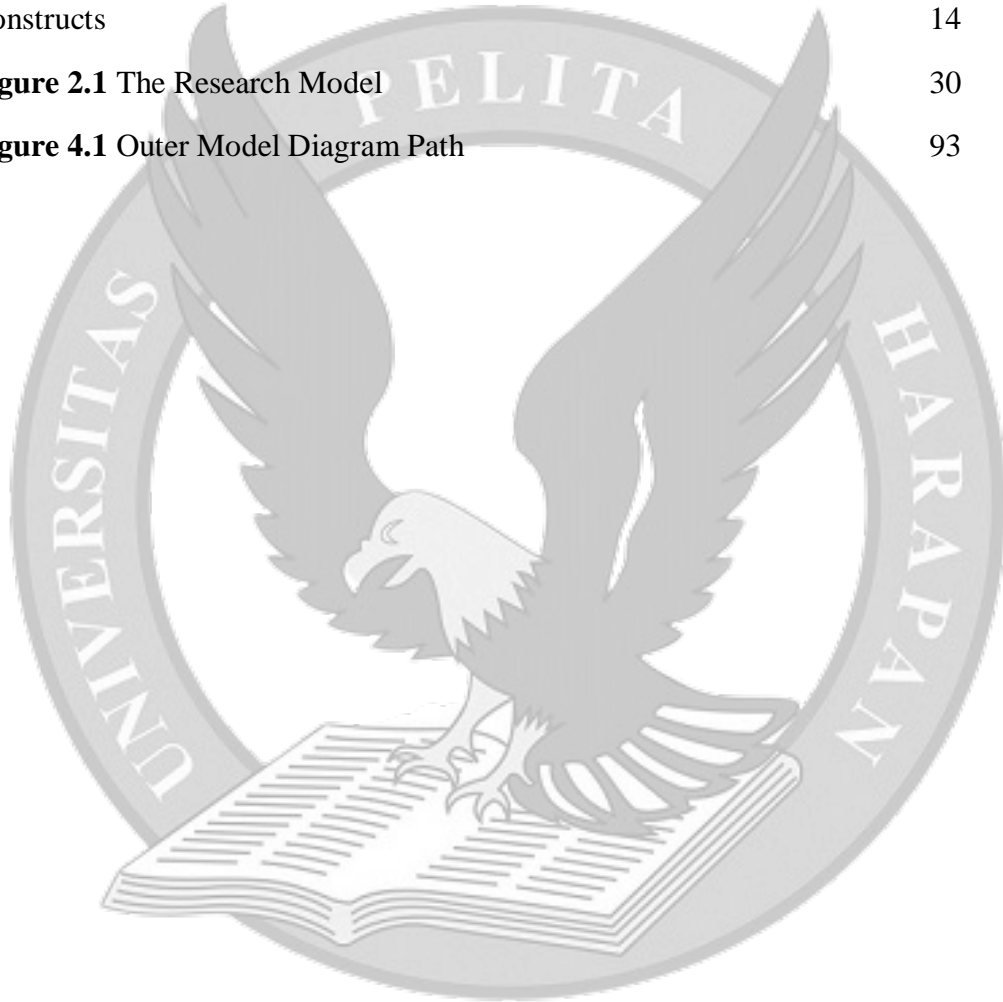 onstructs 14
gure 2.1 The Research Model 30
gure 4.1 Outer Model Diagram Path 93
UNIVERSITAS PELITA HARAPAN